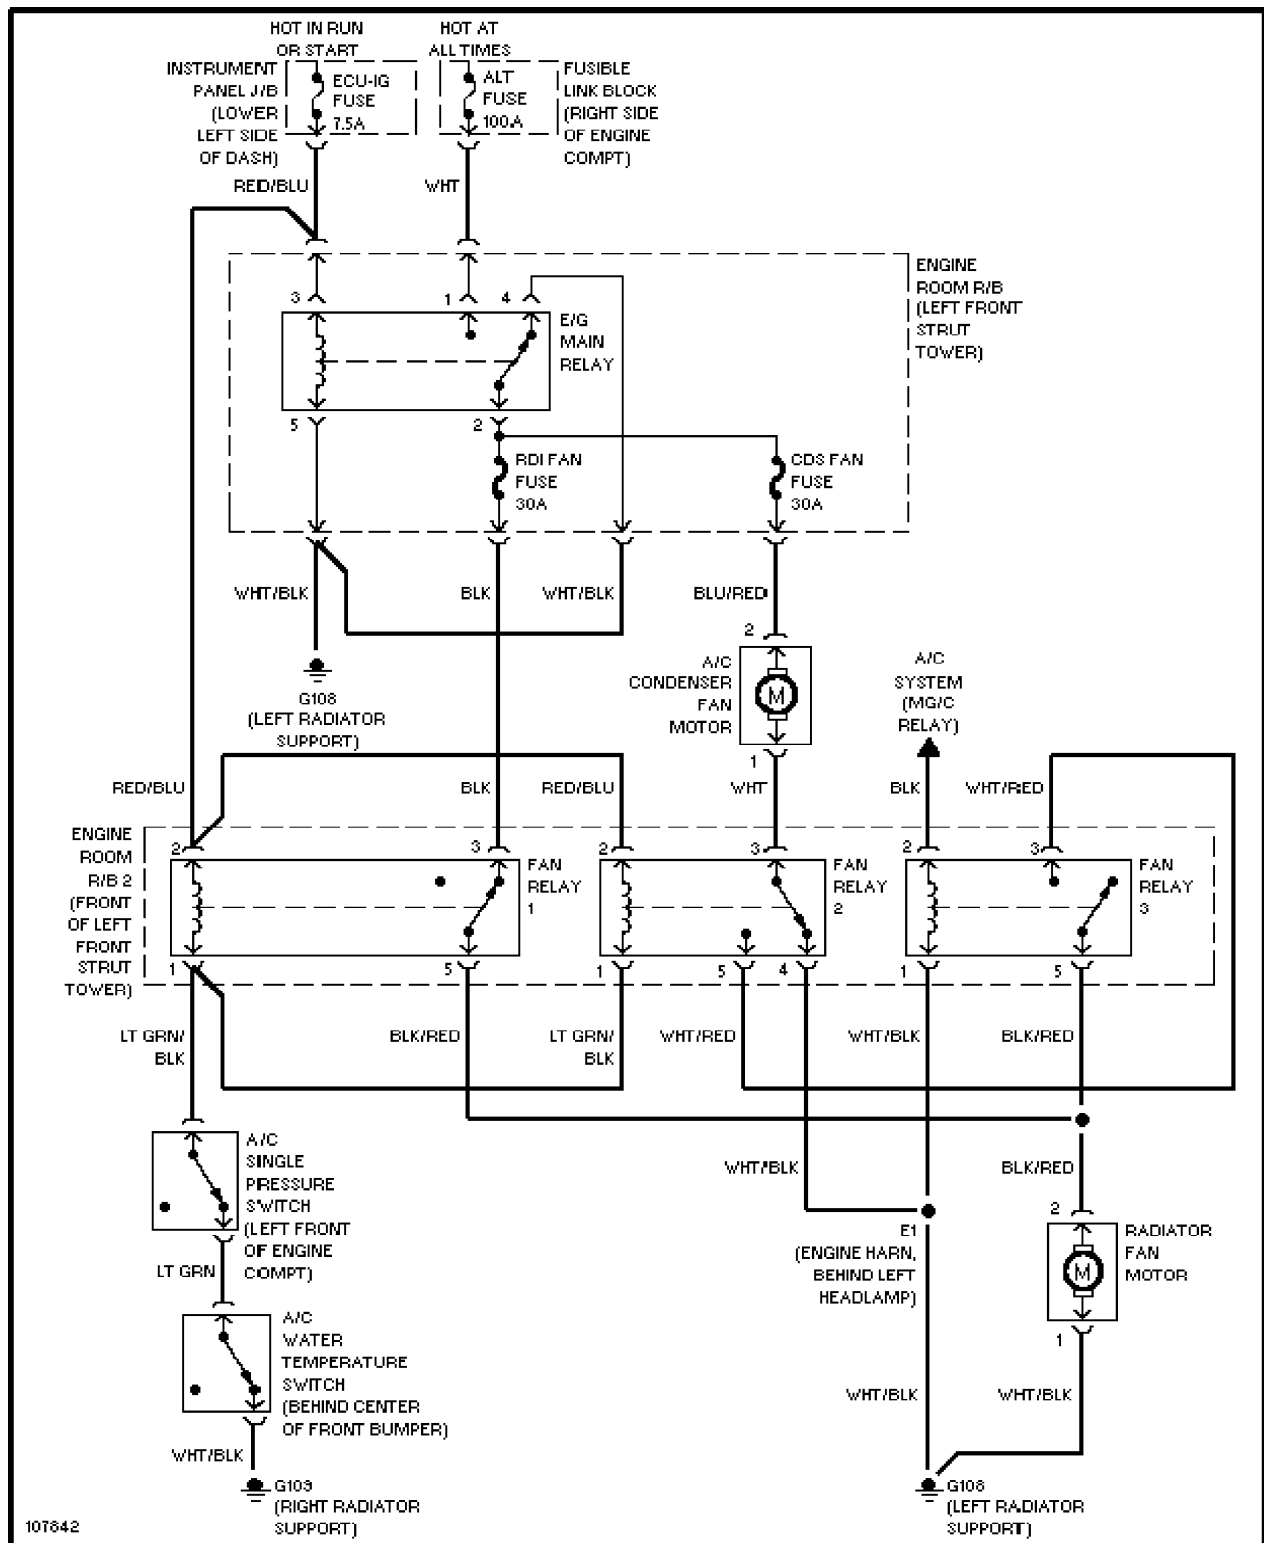 HOT IN RUN
OR START
HOT AT
ALL TIMES
INSTRUMENT
PANEL J/B
(LOWER
LEFT SIDE
OF DASH)
ECU-IG
FUSE
7.5A
ALT
FUSE
100A
FUSIBLE
LINK BLOCK
(RIGHT SIDE
OF ENGINE
COMPT)
RED/BLU
WHT
ENGINE
ROOM R/B
(LEFT FRONT
STRUT
TOWER)
3
1
4
E/G
MAIN
RELAY
5
2
RDI FAN
FUSE
30A
CDS FAN
FUSE
30A
WHT/BLK
BLK
WHT/BLK
BLU/RED
G108
(LEFT RADIATOR
SUPPORT)
2
A/C
CONDENSER
FAN
MOTOR
M
1
A/C
SYSTEM
(MG/C
RELAY)
RED/BLU
BLK
RED/BLU
WHT
BLK
WHT/RED
ENGINE
ROOM
R/B 2
(FRONT
OF LEFT
FRONT
STRUT
TOWER)
2
3
FAN
RELAY
1
2
3
FAN
RELAY
2
2
3
FAN
RELAY
3
1
5
1
5
4
1
5
LT GRN/
BLK
BLK/RED
LT GRN/
BLK
WHT/RED
WHT/BLK
BLK/RED
A/C
SINGLE
PRESSURE
SWITCH
(LEFT FRONT
OF ENGINE
COMPT)
WHT/BLK
BLK/RED
E1
(ENGINE HARN,
BEHIND LEFT
HEADLAMP)
2
RADIATOR
FAN
MOTOR
M
1
LT GRN
A/C
WATER
TEMPERATURE
SWITCH
(BEHIND CENTER
OF FRONT BUMPER)
WHT/BLK
WHT/BLK
WHT/BLK
G109
(RIGHT RADIATOR
SUPPORT)
G108
(LEFT RADIATOR
SUPPORT)
107842